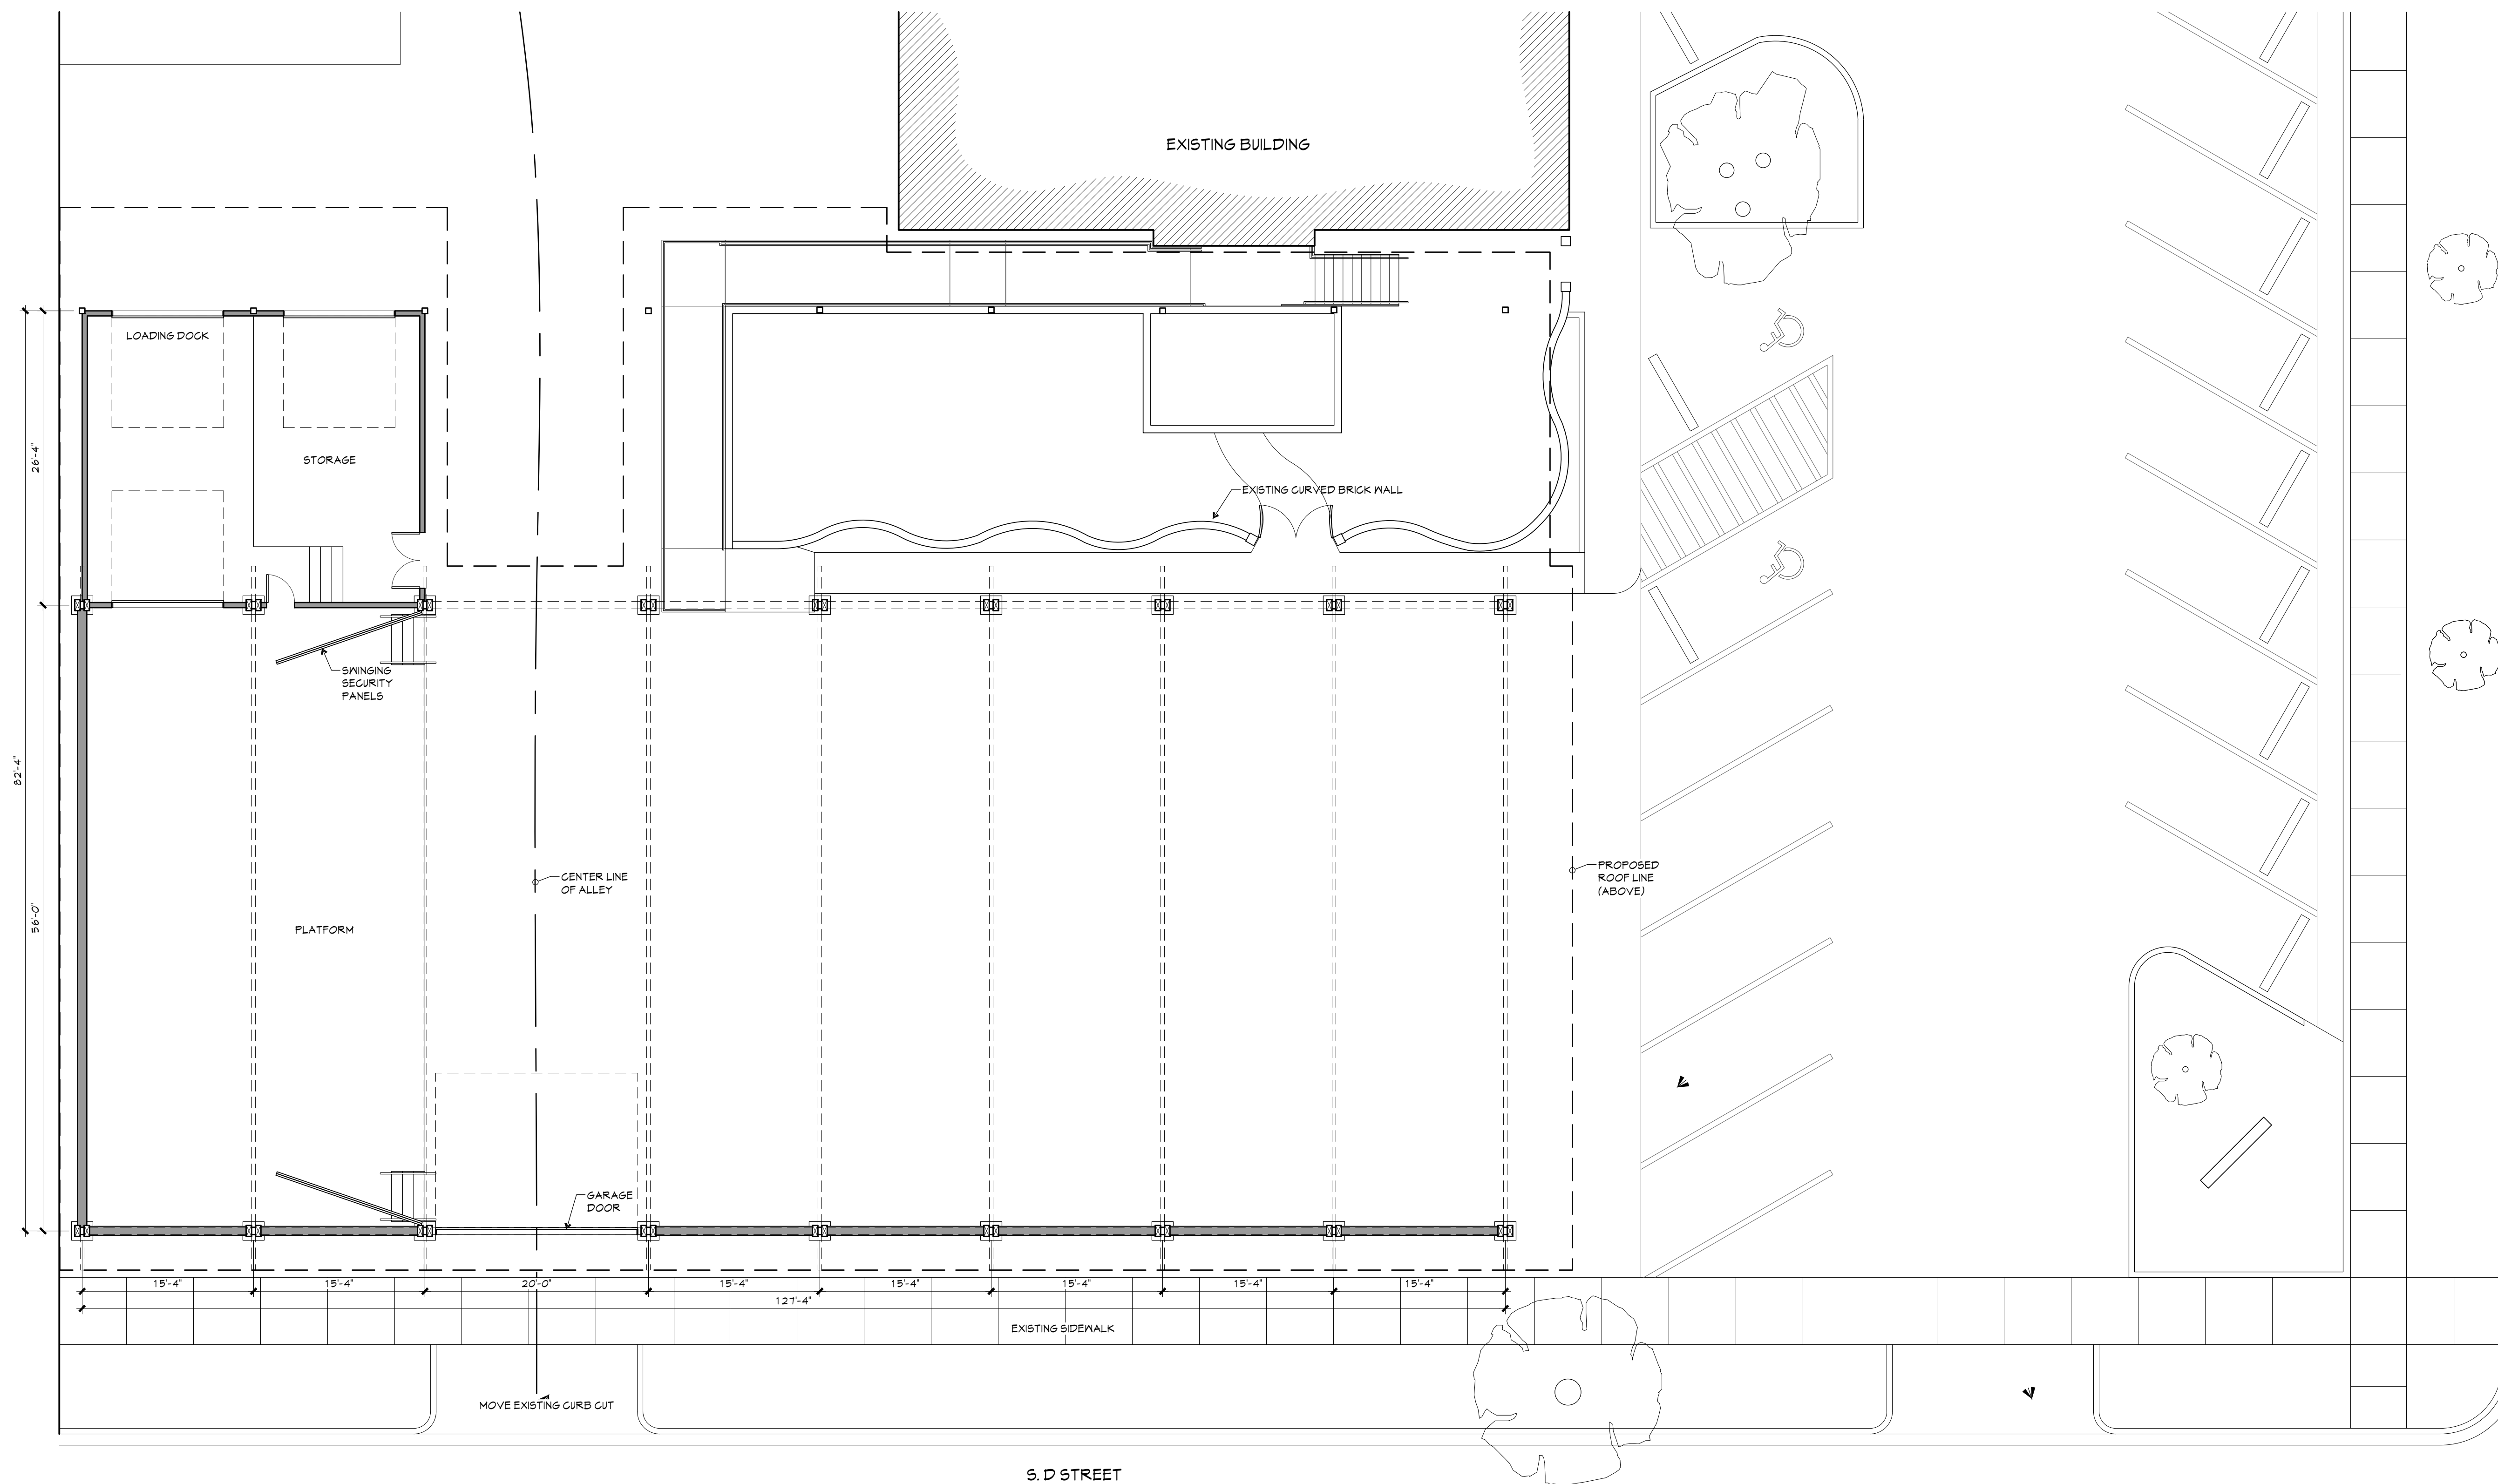 EXISTING BUILDING
LOADING DOCK
STORAGE
26'-4"
EXISTING CURVED BRICK WALL
SWINGING
SECURITY
PANELS
82'-4"
56'-0"
CENTER LINE
OF ALLEY
PROPOSED
ROOF LINE
(ABOVE)
PLATFORM
GARAGE
DOOR
15'-4"
15'-4"
20'-0"
15'-4"
15'-4"
15'-4"
15'-4"
15'-4"
127'-4"
EXISTING SIDEWALK
MOVE EXISTING CURB CUT
S. D STREET